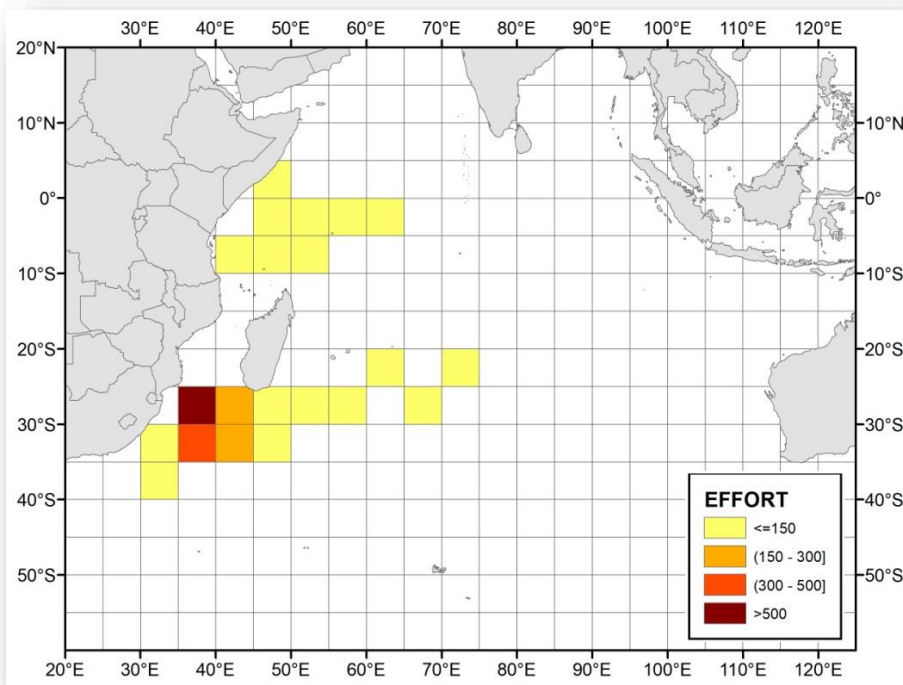 30°E 40°E 50°E 60°E 70°E 80°E 90°E 100°E 110°E 120°E
20°N
10°N 10°N
0° 0°
10°S 10°S
20°S 20°S
30°S 30°S
40°S 40°S
50°S 50°S
EFFORT
<=150
(150 - 300]
(300 - 500]
>500
20°E 30°E 40°E 50°E 60°E 70°E 80°E 90°E 100°E 110°E 120°E